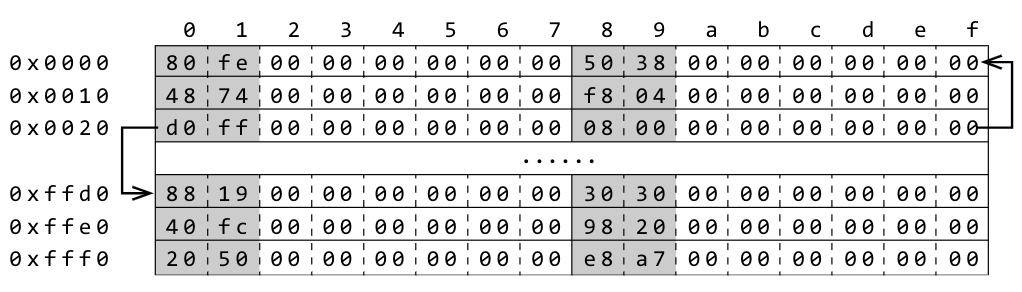 0 1 2 3 4 5 6 7 8 9 a b c d e f
0x0000 80 fe 00 00 00 00 00 00 50 38 00 00 00 00 00 00
0x0010 48 74 00 00 00 00 00 00 f8 04 00 00 00 00 00 00
0x0020 d0 ff 00 00 00 00 00 00 08 00 00 00 00 00 00 00
......
0xffd0 88 19 00 00 00 00 00 00 30 30 00 00 00 00 00 00
0xffe0 40 fc 00 00 00 00 00 00 98 20 00 00 00 00 00 00
0xfff0 20 50 00 00 00 00 00 00 e8 a7 00 00 00 00 00 00